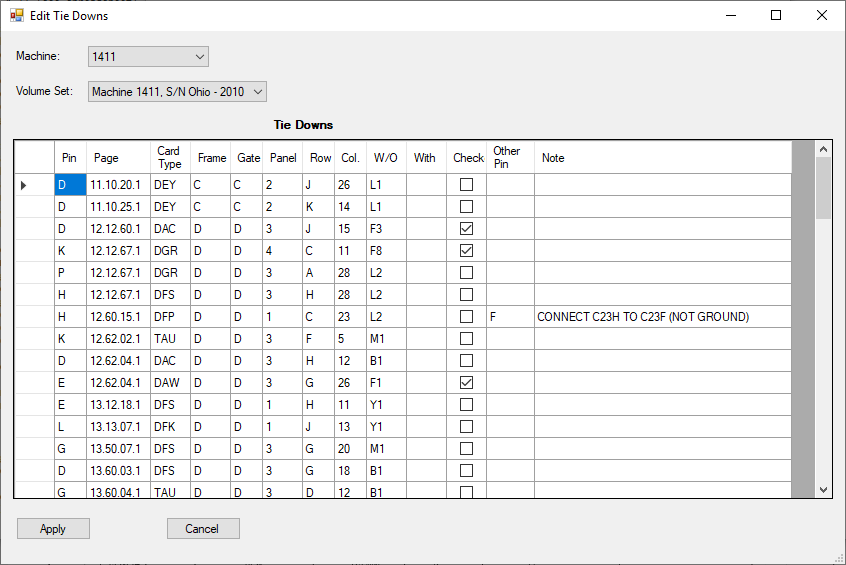 Edit Tie Downs
Machine: 1411
Volume Set: Machine 1411, S/N Ohio - 2010
Tie Downs
Pin Page Card Type Frame Gate Panel Row Col. W/O With Check Other Pin Note
D 11.10.20.1 DEY C C 2 J 26 L1
D 11.10.25.1 DEY C C 2 K 14 L1
D 12.12.60.1 DAC D D 3 J 15 F3
K 12.12.67.1 DGR D D 4 C 11 F8
P 12.12.67.1 DGR D D 3 A 28 L2
H 12.12.67.1 DFS D D 3 H 28 L2
H 12.60.15.1 DFP D D 1 C 23 L2 F CONNECT C23H TO C23F (NOT GROUND)
K 12.62.02.1 TAU D D 3 F 5 M1
D 12.62.04.1 DAC D D 3 H 12 B1
E 12.62.04.1 DAW D D 3 G 26 F1
E 13.12.18.1 DFS D D 1 H 11 Y1
L 13.13.07.1 DFK D D 1 J 13 Y1
G 13.50.07.1 DFS D D 3 G 20 M1
D 13.60.03.1 DFS D D 3 G 18 B1
G 13.60.04.1 TAU D D 3 D 12 B1
Apply Cancel